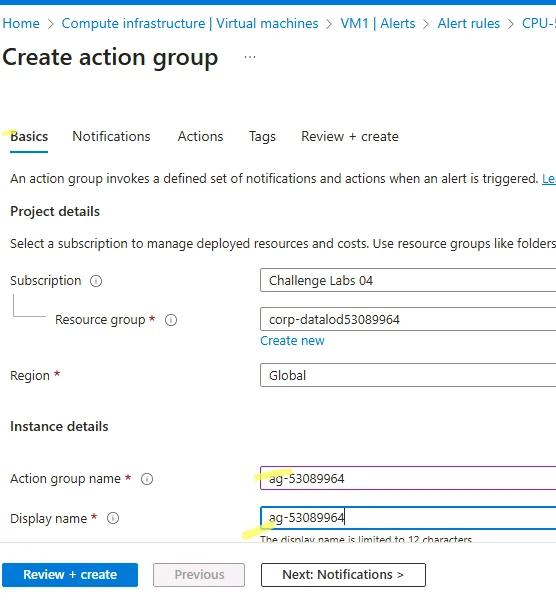 Home > Compute infrastructure | Virtual machines > VM1 | Alerts > Alert rules > CPU-
Create action group ...
Basics Notifications Actions Tags Review + create
An action group invokes a defined set of notifications and actions when an alert is triggered.
Project details
Select a subscription to manage deployed resources and costs. Use resource groups like folders
Subscription
Challenge Labs 04
Resource group *
corp-datalod53089964
Create new
Region *
Global
Instance details
Action group name *
ag-53089964
Display name *
ag-53089964
The display name is limited to 12 characters
Review + create Previous Next: Notifications >